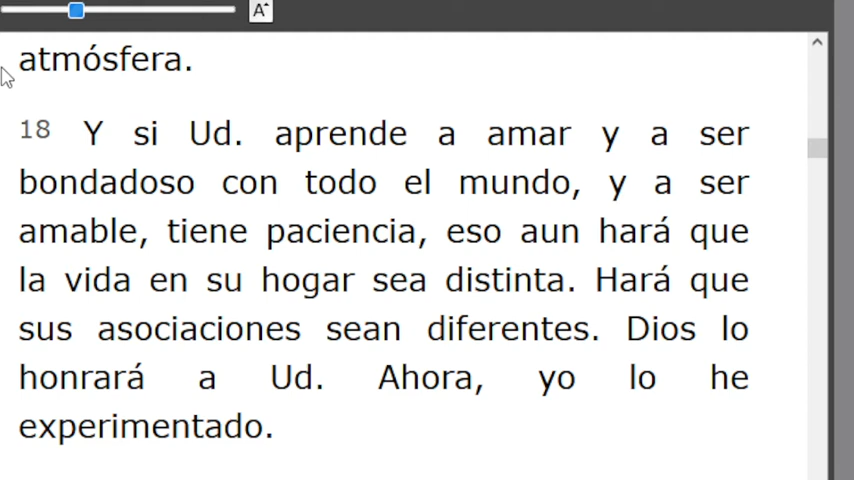 A
atmósfera.
18 Y si Ud. aprende a amar y a ser
bondadoso con todo el mundo, y a ser
amable, tiene paciencia, eso aun hará que
la vida en su hogar sea distinta. Hará que
sus asociaciones sean diferentes. Dios lo
honrará a Ud. Ahora, yo lo he
experimentado.